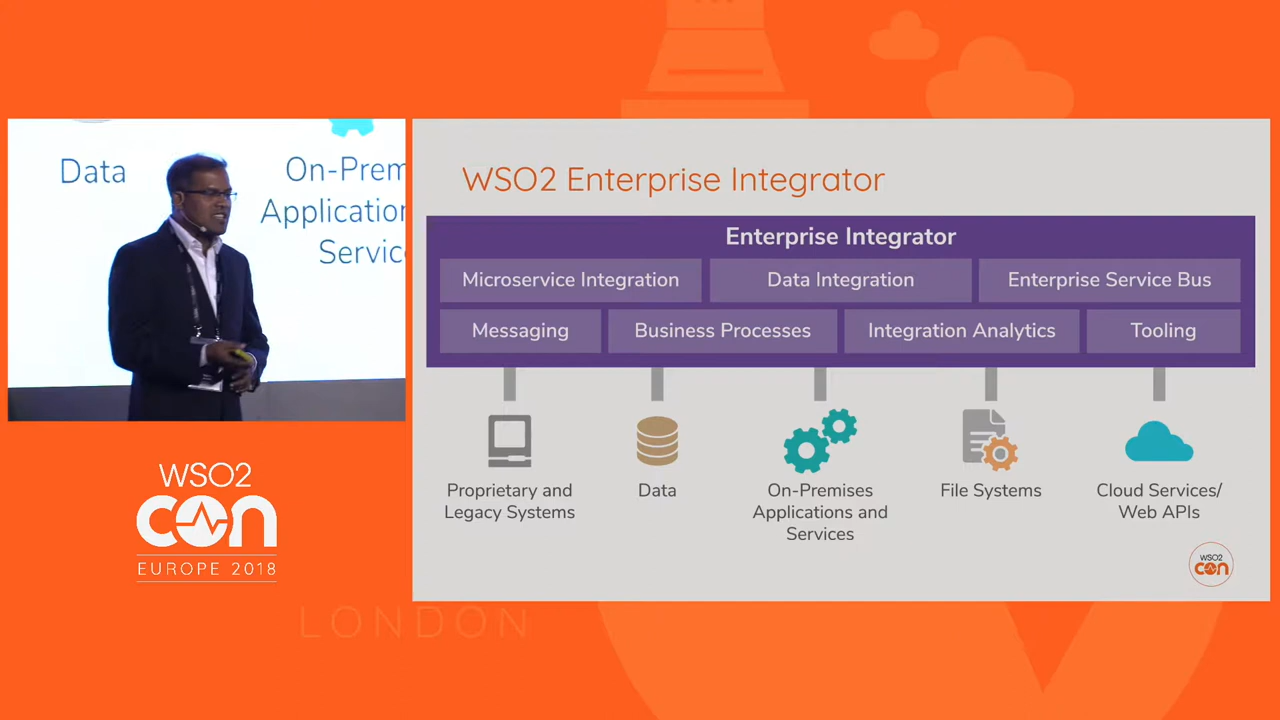 Data
On-Prem
Application
Servic
WSO2
con
EUROPE 2018
LONDON
WSO2 Enterprise Integrator
Enterprise Integrator
Microservice Integration
Data Integration
Enterprise Service Bus
Messaging
Business Processes
Integration Analytics
Tooling
Proprietary and
Legacy Systems
Data
On-Premises
Applications and
Services
File Systems
Cloud Services/
Web APIs
WSO2
con